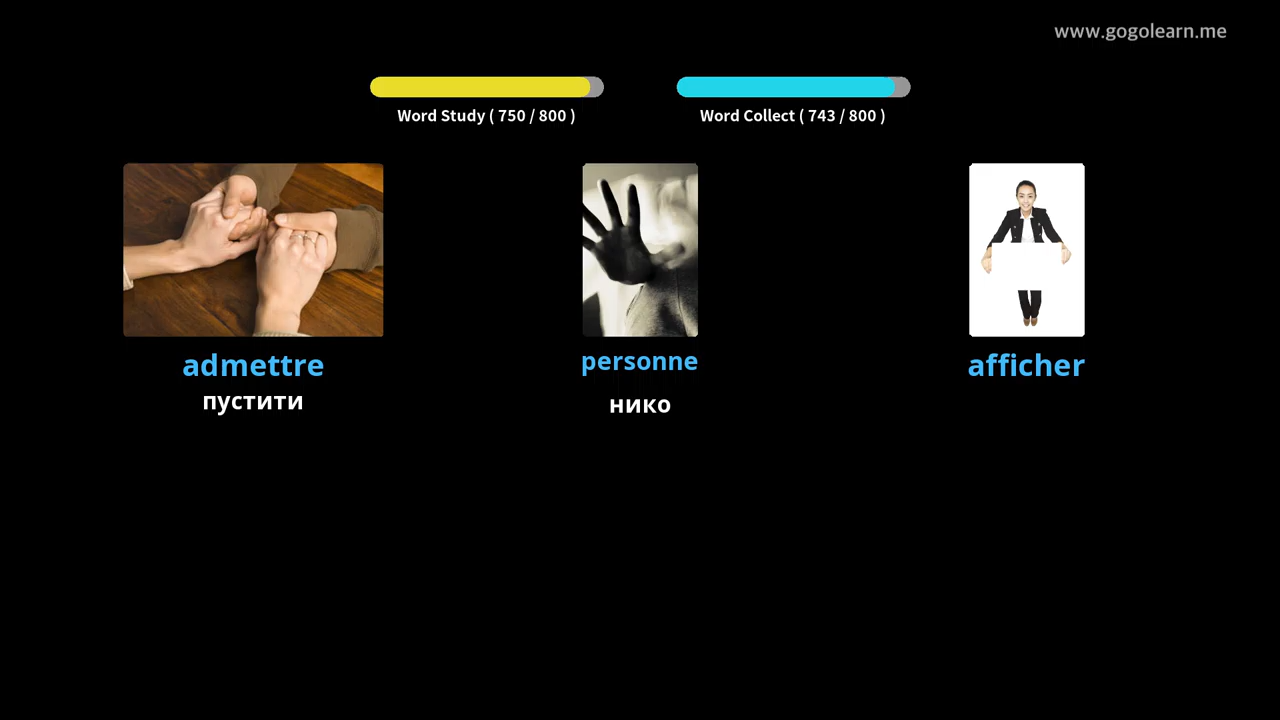 www.gogolearn.me
Word Study ( 750 / 800 )
Word Collect ( 743 / 800 )
admettre
пустити
personne
нико
afficher